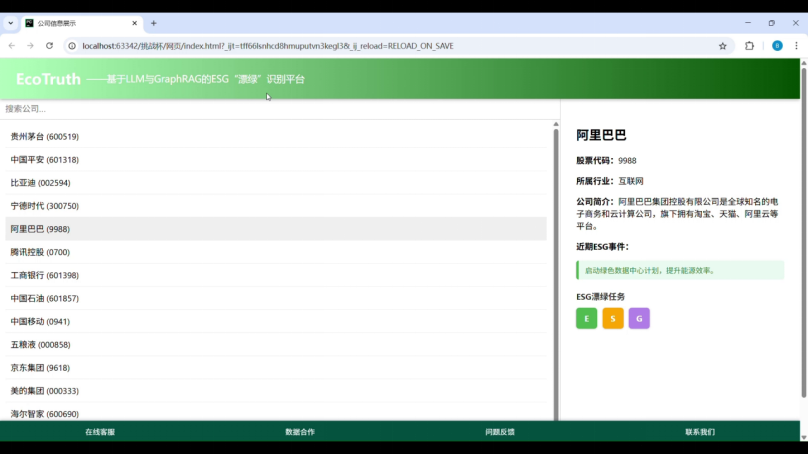 公司信息展示
localhost:63342/挑战杯/网页/index.html?_ijt=tff66lsnhcd8hmuputvn3kegl3&_ij_reload=RELOAD_ON_SAVE
EcoTruth ——基于LLM与GraphRAG的ESG“漂绿”识别平台
搜索公司...
贵州茅台 (600519)
中国平安 (601318)
比亚迪 (002594)
宁德时代 (300750)
阿里巴巴 (9988)
腾讯控股 (0700)
工商银行 (601398)
中国石油 (601857)
中国移动 (0941)
五粮液 (000858)
京东集团 (9618)
美的集团 (000333)
海尔智家 (600690)
阿里巴巴
股票代码：9988
所属行业：互联网
公司简介：阿里巴巴集团控股有限公司是全球知名的电
子商务和云计算公司，旗下拥有淘宝、天猫、阿里云等
平台。
近期ESG事件：
启动绿色数据中心计划，提升能源效率。
ESG漂绿任务
E S G
在线客服 数据合作 问题反馈 联系我们